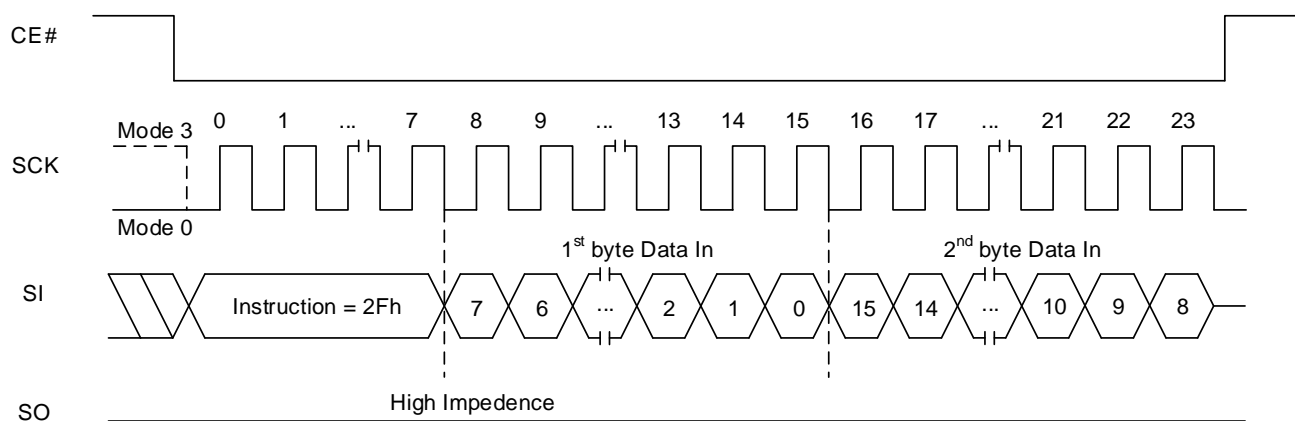 CE#
0 1 ... 7 8 9 ... 13 14 15 16 17 ... 21 22 23
Mode 3
SCK
Mode 0
1st byte Data In 2nd byte Data In
SI Instruction = 2Fh 7 6 ... 2 1 0 15 14 ... 10 9 8
High Impedence
SO